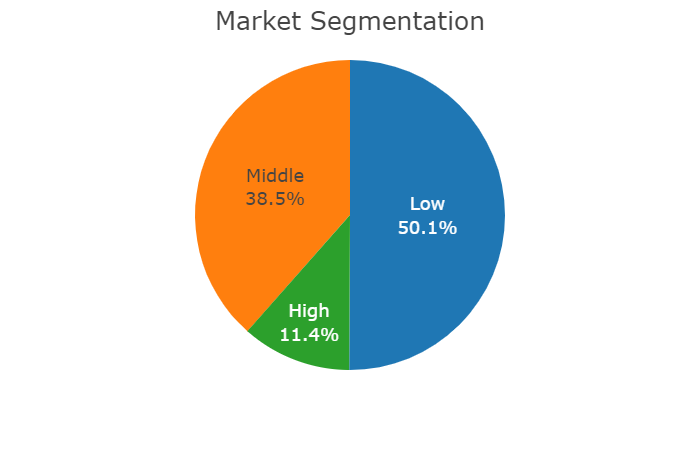 Market Segmentation
Middle
38.5%
Low
50.1%
High
11.4%